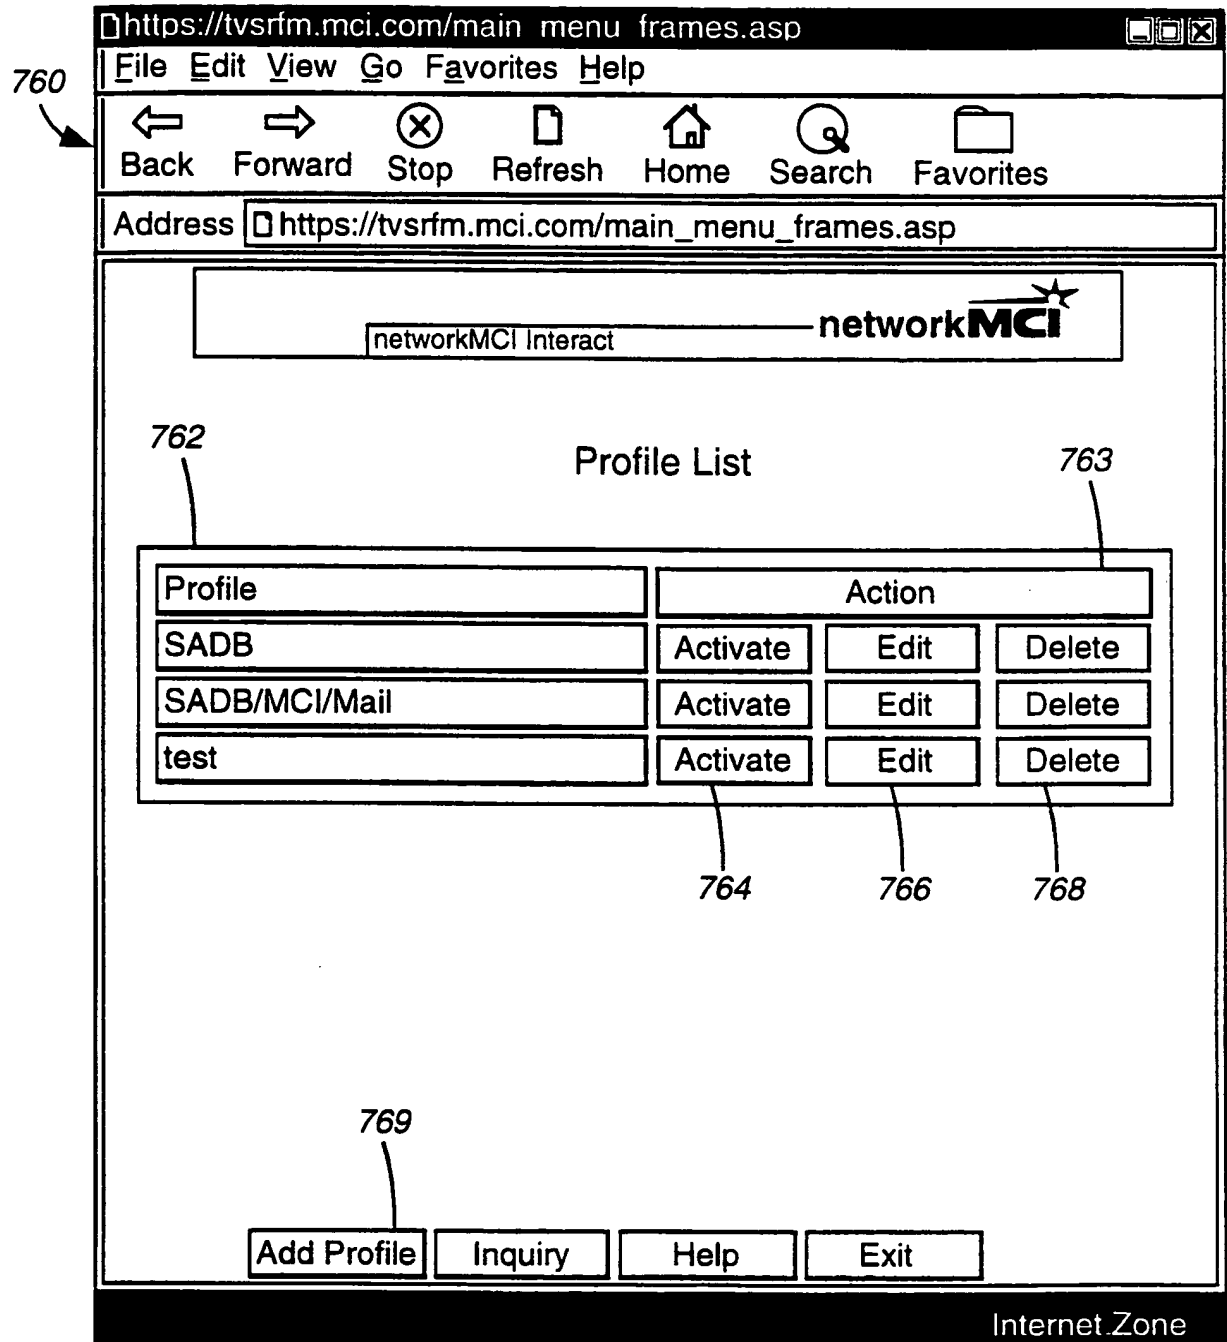 https://tvsrfm.mci.com/main menu frames.asp
File Edit View Go Favorites Help
760
Back Forward Stop Refresh Home Search Favorites
Address https://tvsrfm.mci.com/main_menu_frames.asp
networkMCI Interact
networkMCI
762
Profile List
763
Profile Action
SADB Activate Edit Delete
SADB/MCI/Mail Activate Edit Delete
test Activate Edit Delete
764 766 768
769
Add Profile Inquiry Help Exit
Internet Zone